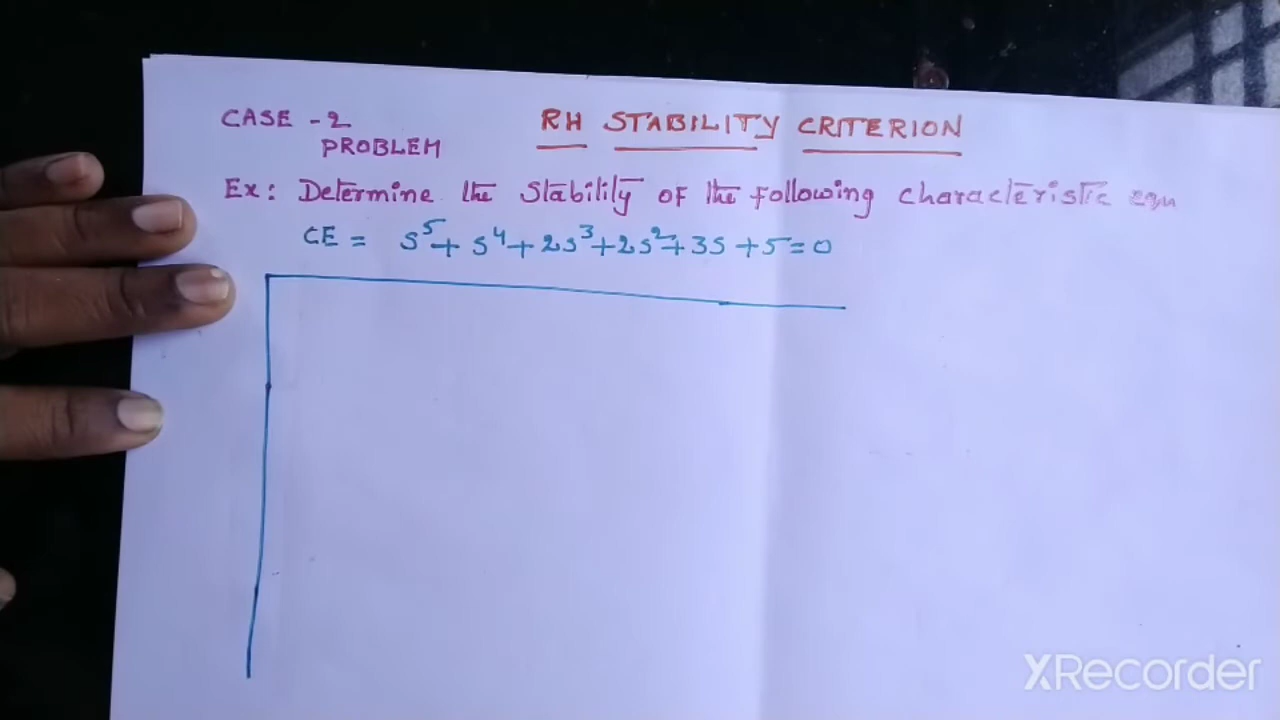 CASE - 2 RH STABILITY CRITERION
PROBLEM
Ex: Determine the Stability of the following characteristic eqn
CE = s⁵+ s⁴+ 2s³+2s²+3s+5=0
XRecorder